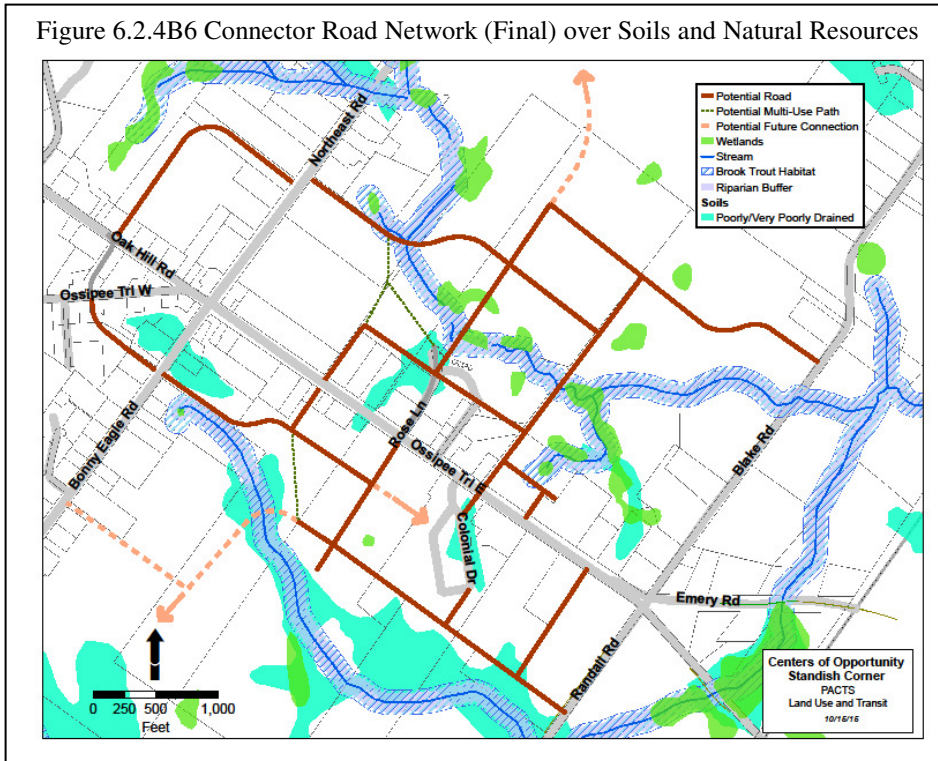 Figure 6.2.4B6 Connector Road Network (Final) over Soils and Natural Resources
Potential Road
Potential Multi-Use Path
Potential Future Connection
Wetlands
Stream
Brook Trout Habitat
Riparian Buffer
Soils
Poorly/Very Poorly Drained
Northeast Rd
Oak Hill Rd
Ossipee Trl W
Bonny Eagle Rd
Rose Ln
Ossipee Trl E
Colonial Dr
Blake Rd
Emery Rd
Randall Rd
0 250 500 1,000
Feet
Centers of Opportunity
Standish Corner
PACTS
Land Use and Transit